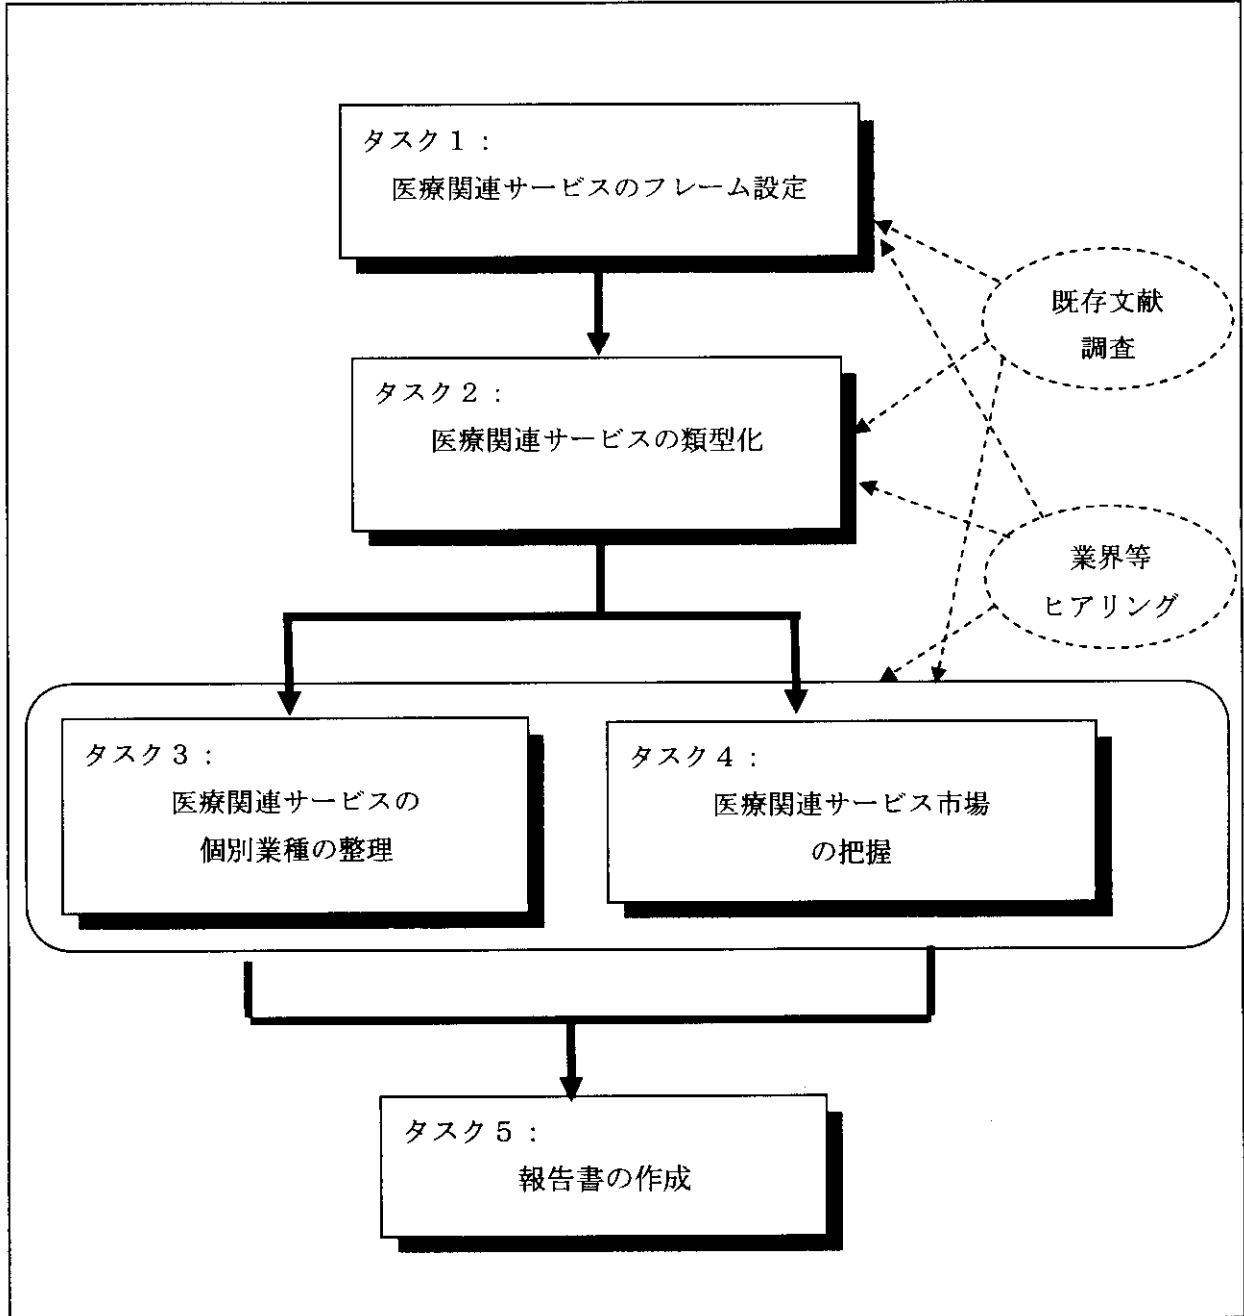 タスク１：
医療関連サービスのフレーム設定
既存文献
調査
タスク２：
医療関連サービスの類型化
業界等
ヒアリング
タスク３：
医療関連サービスの
個別業種の整理
タスク４：
医療関連サービス市場
の把握
タスク５：
報告書の作成